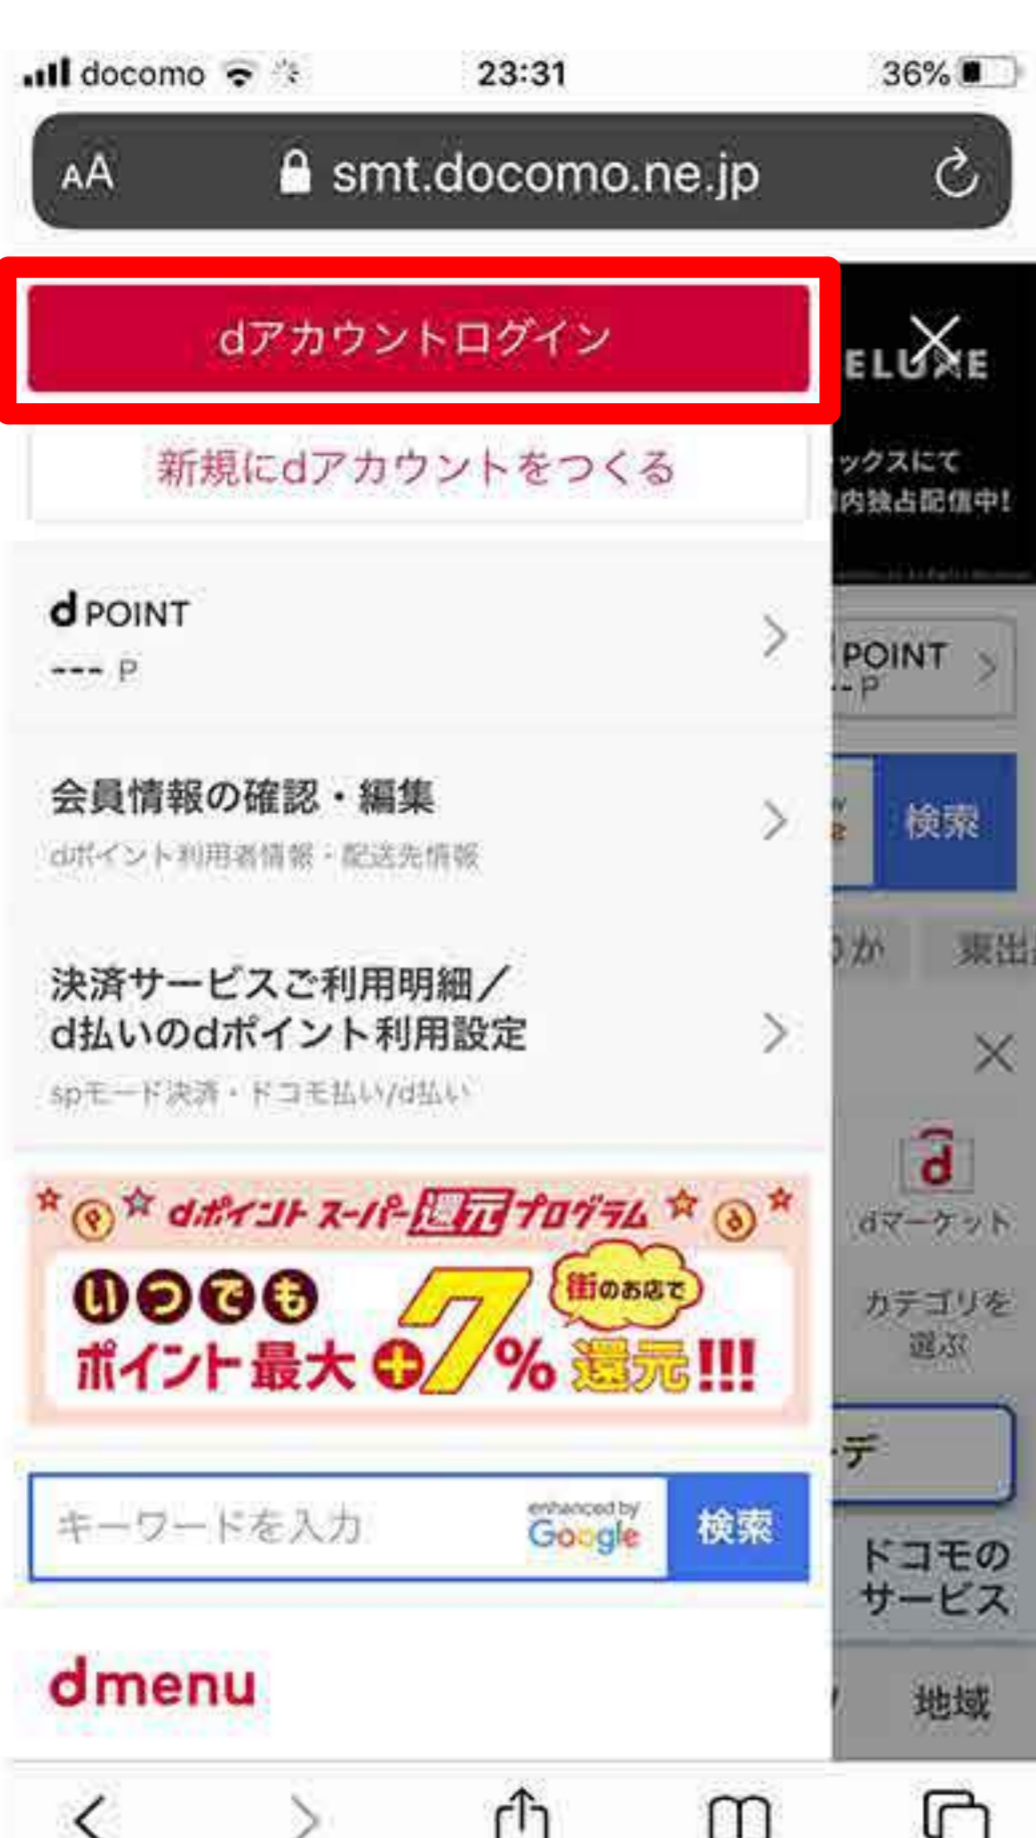 docomo 23:31 36%
AA smt.docomo.ne.jp
dアカウントログイン
新規にdアカウントをつくる
d POINT
--- P
会員情報の確認・編集
dポイント利用者情報・配送先情報
決済サービスご利用明細／
d払いのdポイント利用設定
spモード決済・ドコモ払い/d払い
dポイント スーパー還元プログラム
いつでも
街のお店で
ポイント最大+7%還元!!!
キーワードを入力
enhanced by
Google
検索
dmenu
ELUXE
ックスにて
内独占配信中!
POINT
-- P
検索
か 東出
d
dマーケット
カテゴリを
選ぶ
デ
ドコモの
サービス
地域